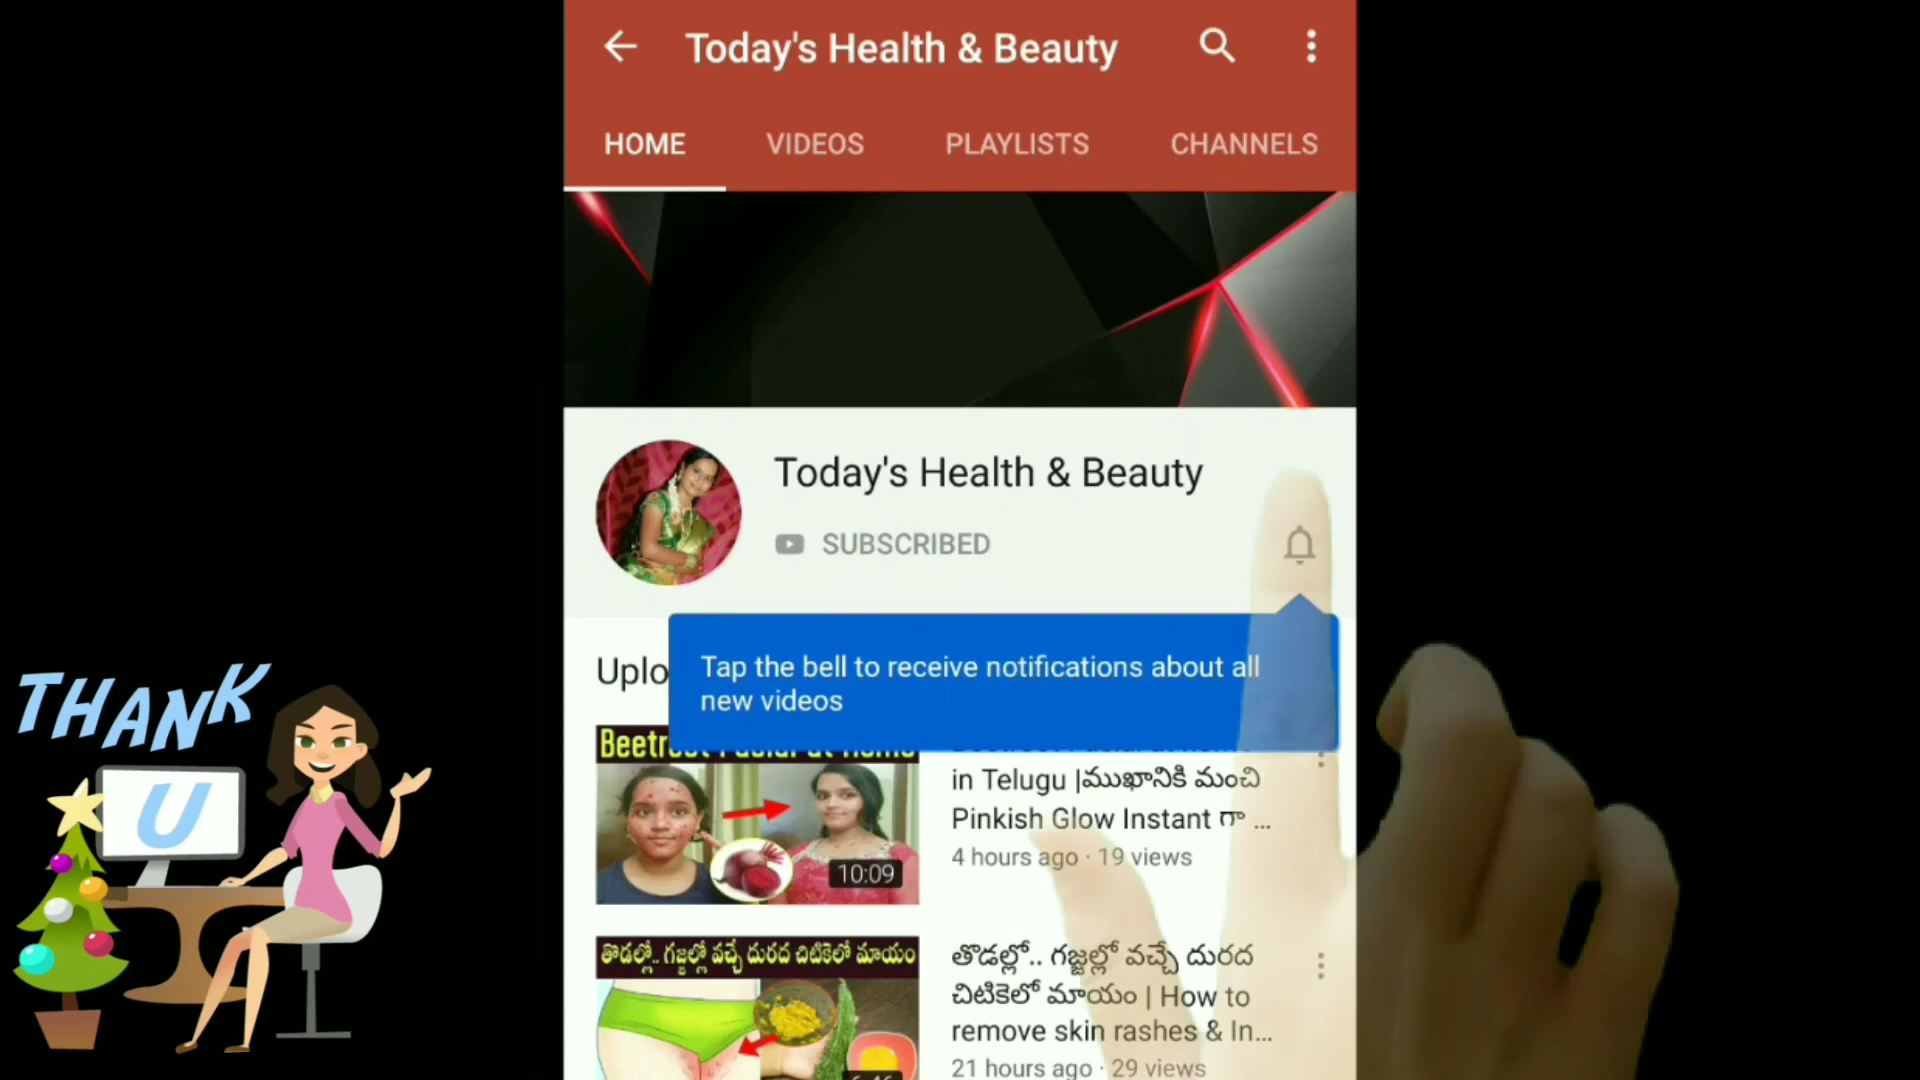 Today's Health & Beauty
HOME VIDEOS PLAYLISTS CHANNELS
Today's Health & Beauty
SUBSCRIBED
Tap the bell to receive notifications about all
new videos
in Telugu |ముఖానికి మంచి
Pinkish Glow Instant గా ...
4 hours ago · 19 views
10:09
తొడల్లో.. గజ్జల్లో వచ్చే దురద చిటికెలో మాయం
తొడల్లో.. గజ్జల్లో వచ్చే దురద
చిటికెలో మాయం | How to
remove skin rashes & In...
21 hours ago · 29 views
THANK
U